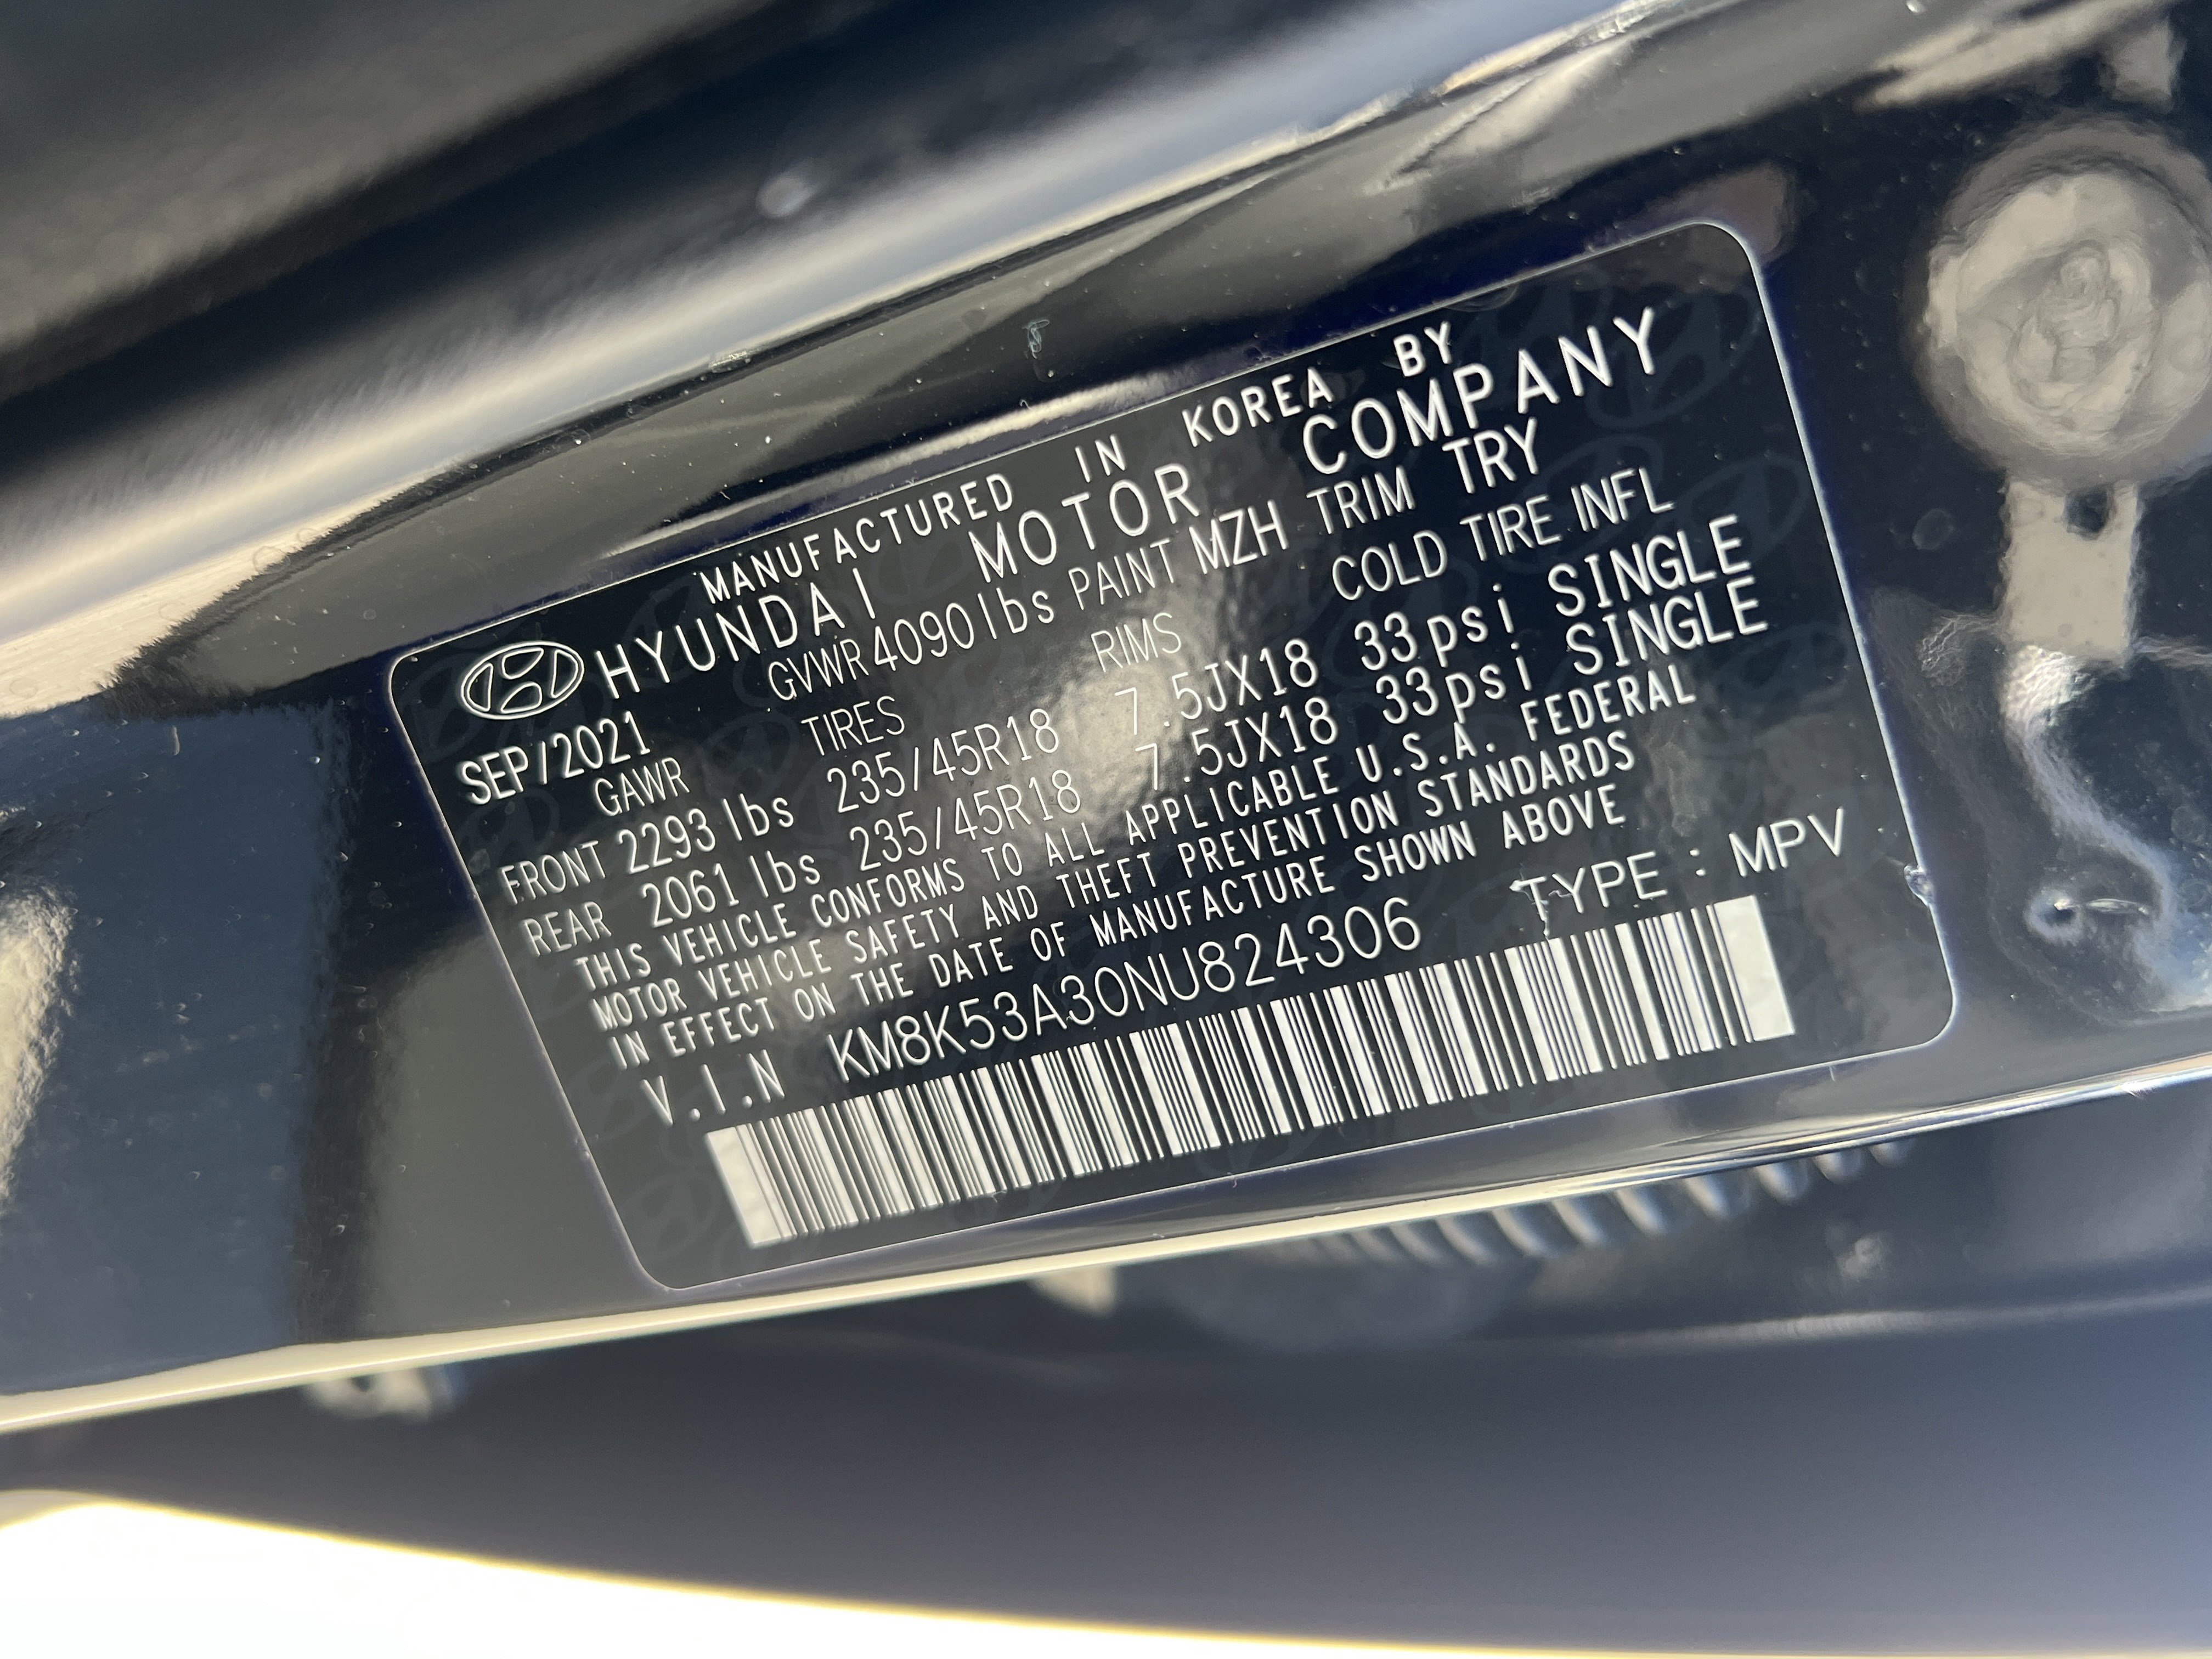 MANUFACTURED IN KOREA BY
HYUNDAI MOTOR COMPANY
SEP/2021 GVWR 4090 lbs PAINT MZH TRIM TRY
GAWR TIRES RIMS COLD TIRE INFL
FRONT 2293 lbs 235/45R18 7.5JX18 33psi SINGLE
REAR 2061 lbs 235/45R18 7.5JX18 33psi SINGLE
THIS VEHICLE CONFORMS TO ALL APPLICABLE U.S.A. FEDERAL
MOTOR VEHICLE SAFETY AND THEFT PREVENTION STANDARDS
IN EFFECT ON THE DATE OF MANUFACTURE SHOWN ABOVE
V.I.N KM8K53A30NU824306 TYPE : MPV